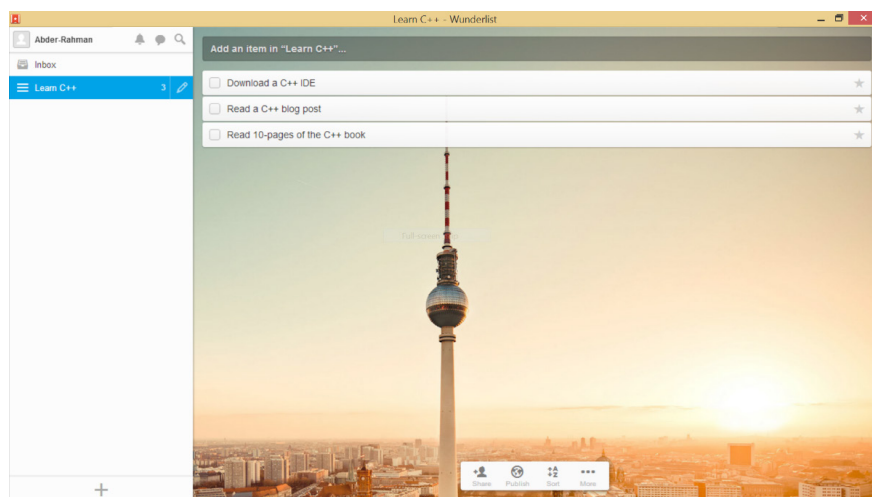 Learn C++ - Wunderlist
Abder-Rahman
Inbox
Learn C++ 3
Add an item in “Learn C++”...
Download a C++ IDE
Read a C++ blog post
Read 10-pages of the C++ book
Share Publish Sort More